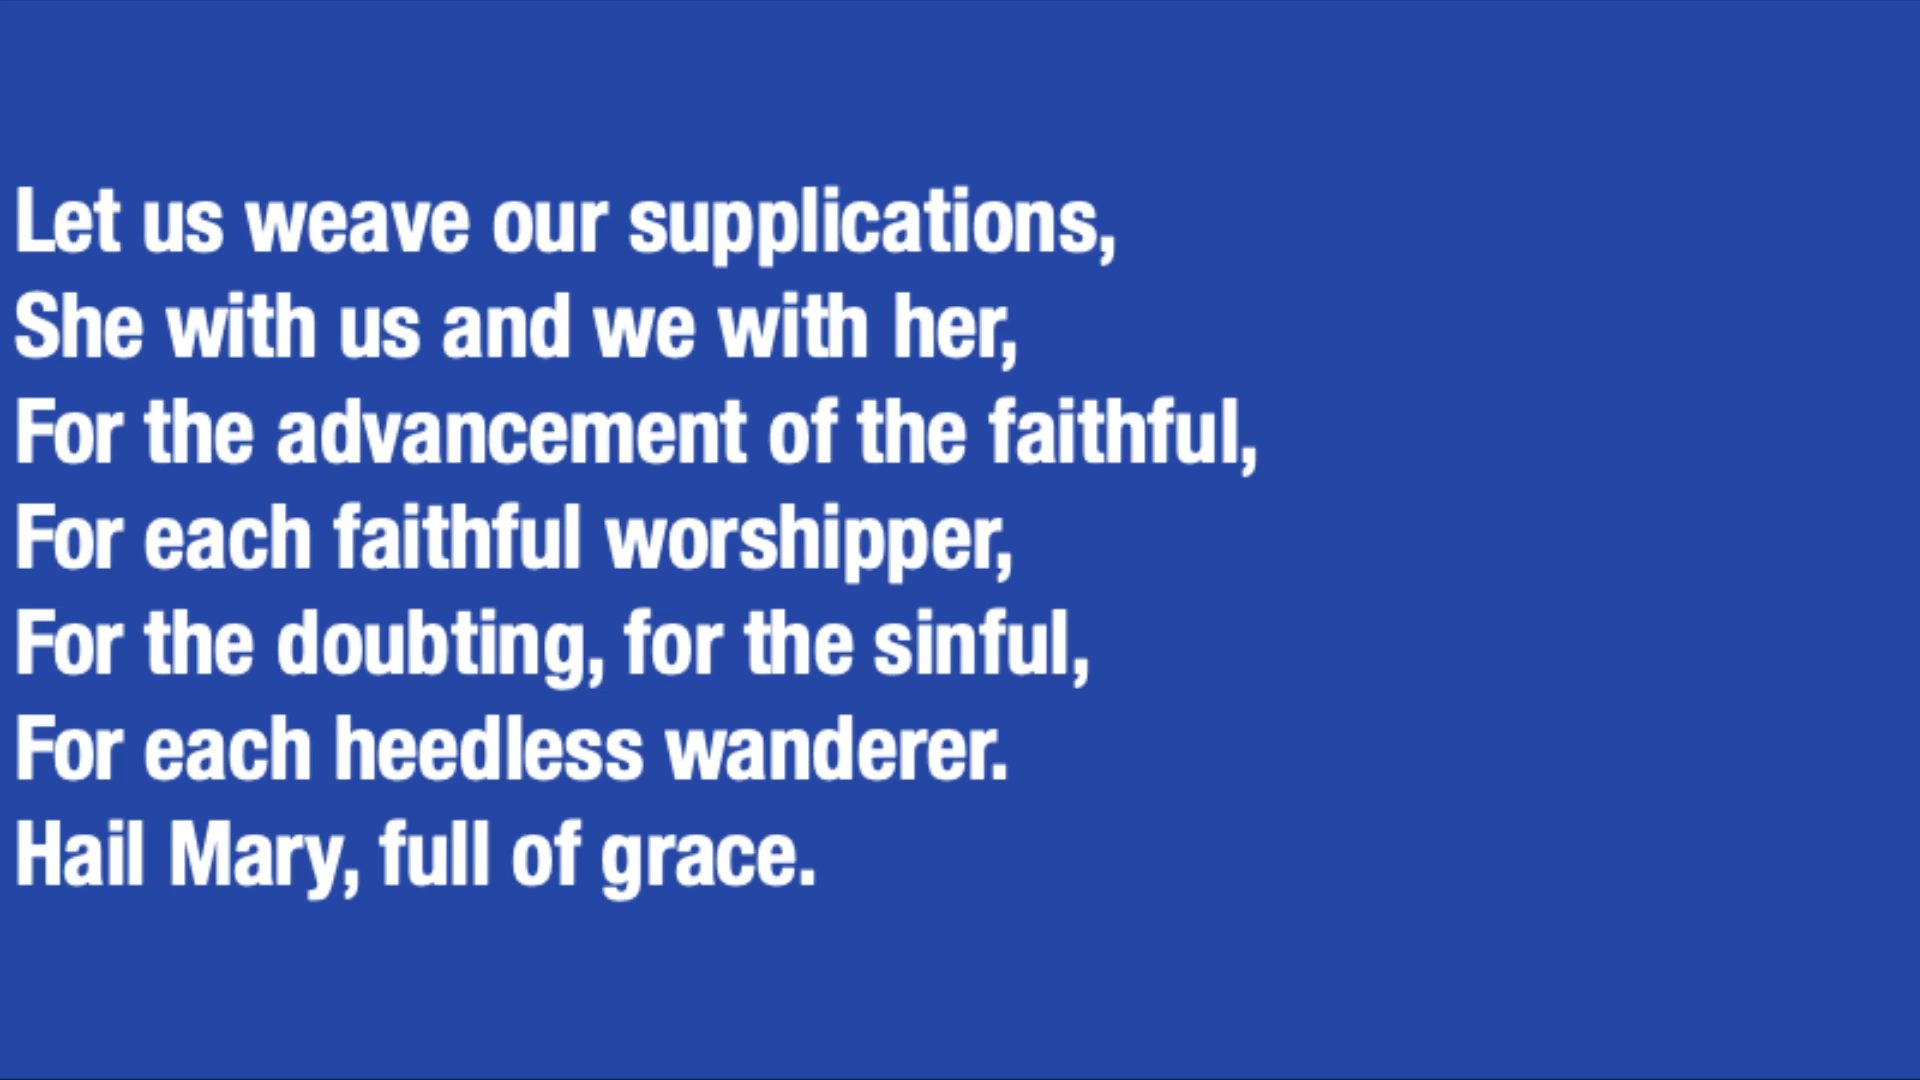 Let us weave our supplications,
She with us and we with her,
For the advancement of the faithful,
For each faithful worshipper,
For the doubting, for the sinful,
For each heedless wanderer.
Hail Mary, full of grace.